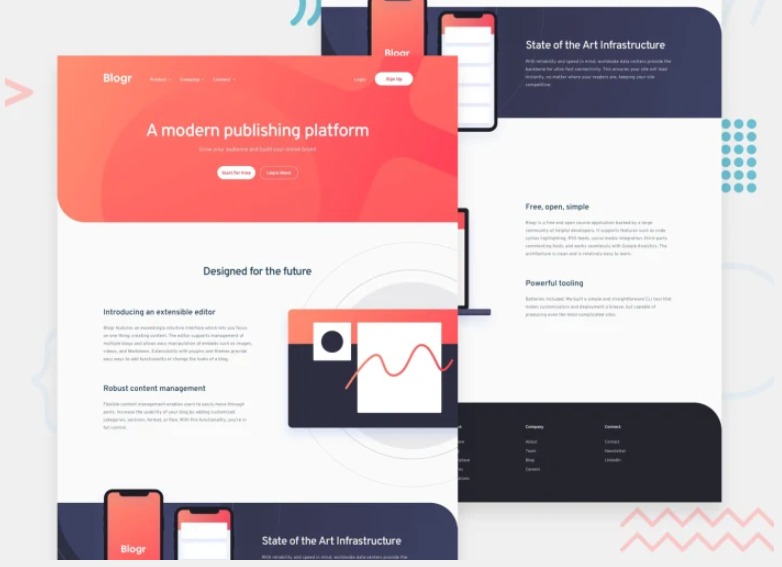 Blogr
Product
Company
Connect
Login
Sign Up
A modern publishing platform
Grow your audience and build your online brand
Start for Free
Learn More
Designed for the future
Introducing an extensible editor
Blogr features an exceedingly intuitive interface which lets you focus
on one thing: creating content. The editor supports management of
multiple blogs and allows easy manipulation of embeds such as images,
videos, and Markdown. Extensibility with plugins and themes provide
easy ways to add functionality or change the looks of a blog.
Robust content management
Flexible content management enables users to easily move through
posts. Increase the usability of your blog by adding customized
categories, sections, format, or flow. With this functionality, you're in
full control.
Blogr
State of the Art Infrastructure
With reliability and speed in mind, worldwide data centers provide the
Blogr
State of the Art Infrastructure
With reliability and speed in mind, worldwide data centers provide the
backbone for ultra-fast connectivity. This ensures your site will load
instantly, no matter where your readers are, keeping your site
competitive.
Free, open, simple
Blogr is a free and open source application backed by a large
community of helpful developers. It supports features such as code
syntax highlighting, RSS feeds, social media integration, third-party
commenting tools, and works seamlessly with Google Analytics. The
architecture is clean and is relatively easy to learn.
Powerful tooling
Batteries included. We built a simple and straightforward CLI tool that
makes customization and deployment a breeze, but capable of
producing even the most complicated sites.
Company
About
Team
Blog
Careers
Connect
Contact
Newsletter
LinkedIn